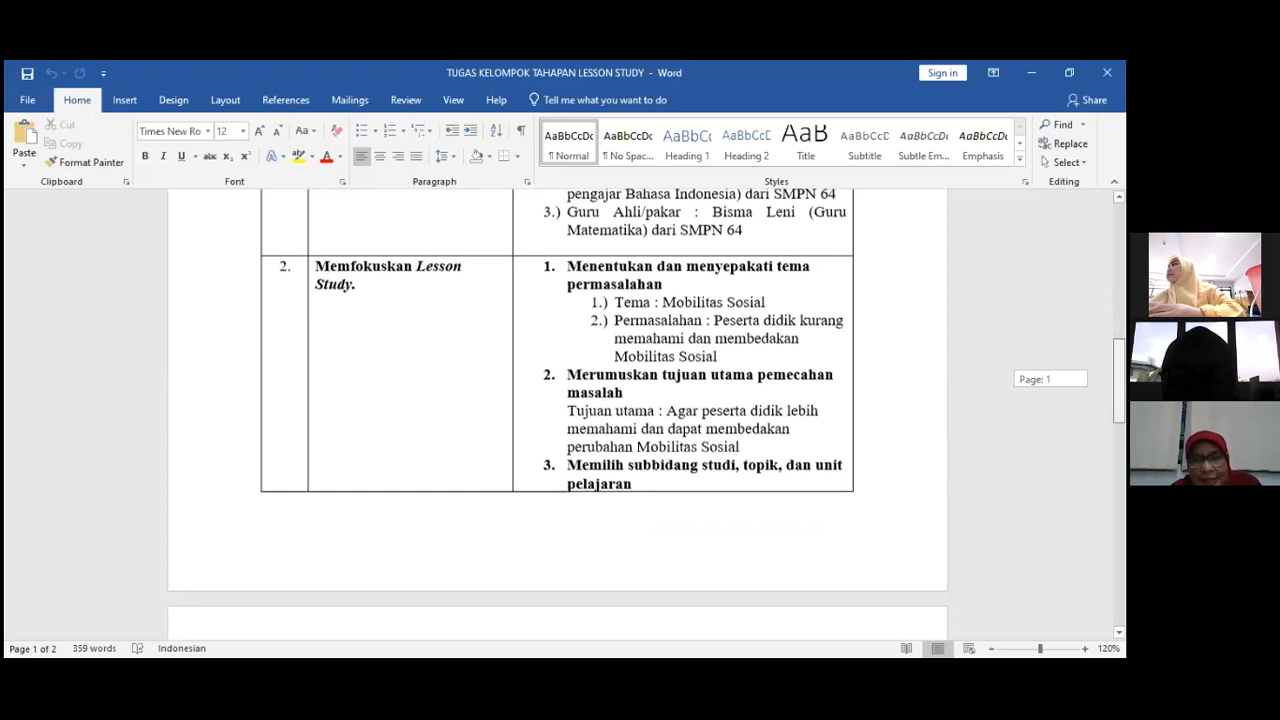 TUGAS KELOMPOK TAHAPAN LESSON STUDY - Word
Sign in
File Home Insert Design Layout References Mailings Review View Help Tell me what you want to do
Share
Paste
Cut
Copy
Format Painter
Clipboard
Times New Ro 12
Font
Paragraph
AaBbCcDc AaBbCcDc AaBbCc AaBbCcD AaB AaBbCcD AaBbCcDt AaBbCcDt
¶ Normal ¶ No Spac... Heading 1 Heading 2 Title Subtitle Subtle Em... Emphasis
Styles
Find
Replace
Select
Editing
pengajar Bahasa Indonesia) dari SMPN 64
3.) Guru Ahli/pakar : Bisma Leni (Guru
Matematika) dari SMPN 64
2. Memfokuskan Lesson
Study.
1. Menentukan dan menyepakati tema
permasalahan
1.) Tema : Mobilitas Sosial
2.) Permasalahan : Peserta didik kurang
memahami dan membedakan
Mobilitas Sosial
2. Merumuskan tujuan utama pemecahan
masalah
Tujuan utama : Agar peserta didik lebih
memahami dan dapat membedakan
perubahan Mobilitas Sosial
3. Memilih subbidang studi, topik, dan unit
pelajaran
Page: 1
Page 1 of 2 359 words Indonesian
120%